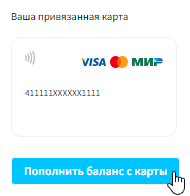 Ваша привязанная карта
VISA МИР
411111XXXXXX1111
Пополнить баланс с карты